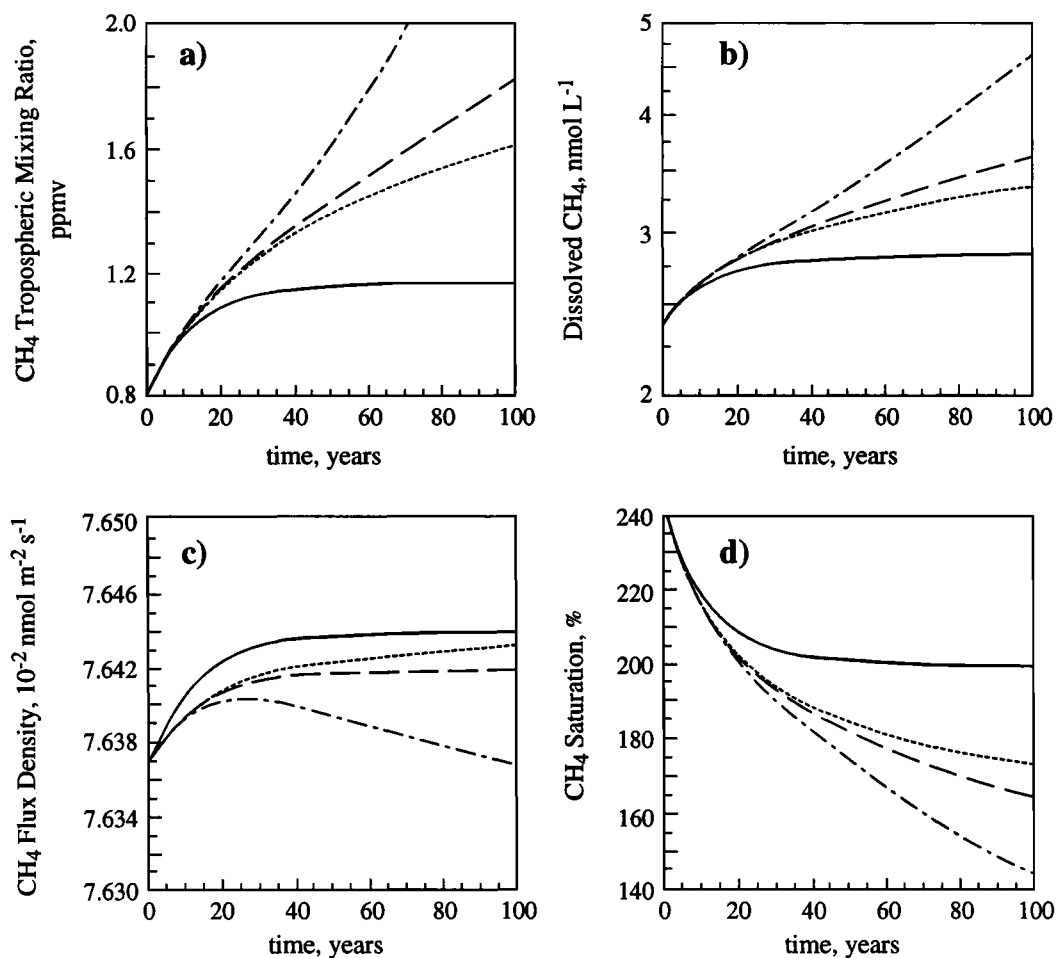 a)
CH4 Tropospheric Mixing Ratio,
ppmv
2.0
1.6
1.2
0.8
0 20 40 60 80 100
time, years
b)
Dissolved CH4, nmol L-1
5
4
3
2
0 20 40 60 80 100
time, years
c)
CH4 Flux Density, 10-2 nmol m-2 s-1
7.650
7.646
7.642
7.638
7.634
7.630
0 20 40 60 80 100
time, years
d)
CH4 Saturation, %
240
220
200
180
160
140
0 20 40 60 80 100
time, years